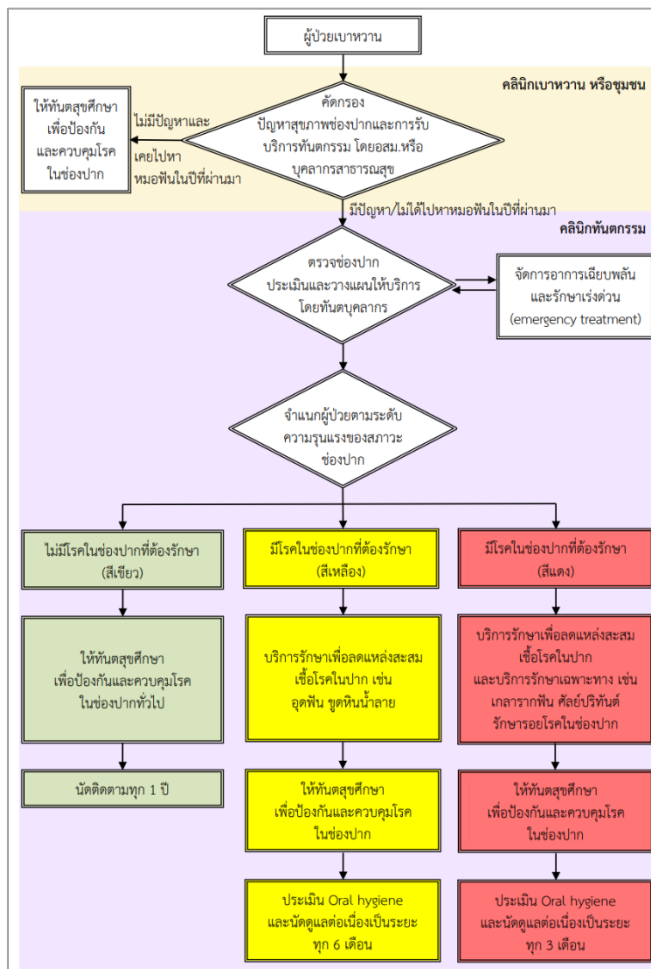 ผู้ป่วยเบาหวาน
คลินิกเบาหวาน หรือชุมชน
คัดกรอง
ปัญหาสุขภาพช่องปากและการรับ
บริการทันตกรรม โดยอสม.หรือ
บุคลากรสาธารณสุข
ไม่มีปัญหาและ
เคยไปหา
หมอฟันในปีที่ผ่านมา
ให้ทันตสุขศึกษา
เพื่อป้องกัน
และควบคุมโรค
ในช่องปาก
มีปัญหา/ไม่ได้ไปหาหมอฟันในปีที่ผ่านมา
คลินิกทันตกรรม
ตรวจช่องปาก
ประเมินและวางแผนให้บริการ
โดยทันตบุคลากร
จัดการอาการเฉียบพลัน
และรักษาเร่งด่วน
(emergency treatment)
จำแนกผู้ป่วยตามระดับ
ความรุนแรงของสภาวะ
ช่องปาก
ไม่มีโรคในช่องปากที่ต้องรักษา
(สีเขียว)
ให้ทันตสุขศึกษา
เพื่อป้องกันและควบคุมโรค
ในช่องปากทั่วไป
นัดติดตามทุก 1 ปี
มีโรคในช่องปากที่ต้องรักษา
(สีเหลือง)
บริการรักษาเพื่อลดแหล่งสะสม
เชื้อโรคในปาก เช่น
อุดฟัน ขูดหินน้ำลาย
ให้ทันตสุขศึกษา
เพื่อป้องกันและควบคุมโรค
ในช่องปาก
ประเมิน Oral hygiene
และนัดดูแลต่อเนื่องเป็นระยะ
ทุก 6 เดือน
มีโรคในช่องปากที่ต้องรักษา
(สีแดง)
บริการรักษาเพื่อลดแหล่งสะสม
เชื้อโรคในปาก
และบริการรักษาเฉพาะทาง เช่น
เกลารากฟัน ศัลย์ปริทันต์
รักษารอยโรคในช่องปาก
ให้ทันตสุขศึกษา
เพื่อป้องกันและควบคุมโรค
ในช่องปาก
ประเมิน Oral hygiene
และนัดดูแลต่อเนื่องเป็นระยะ
ทุก 3 เดือน